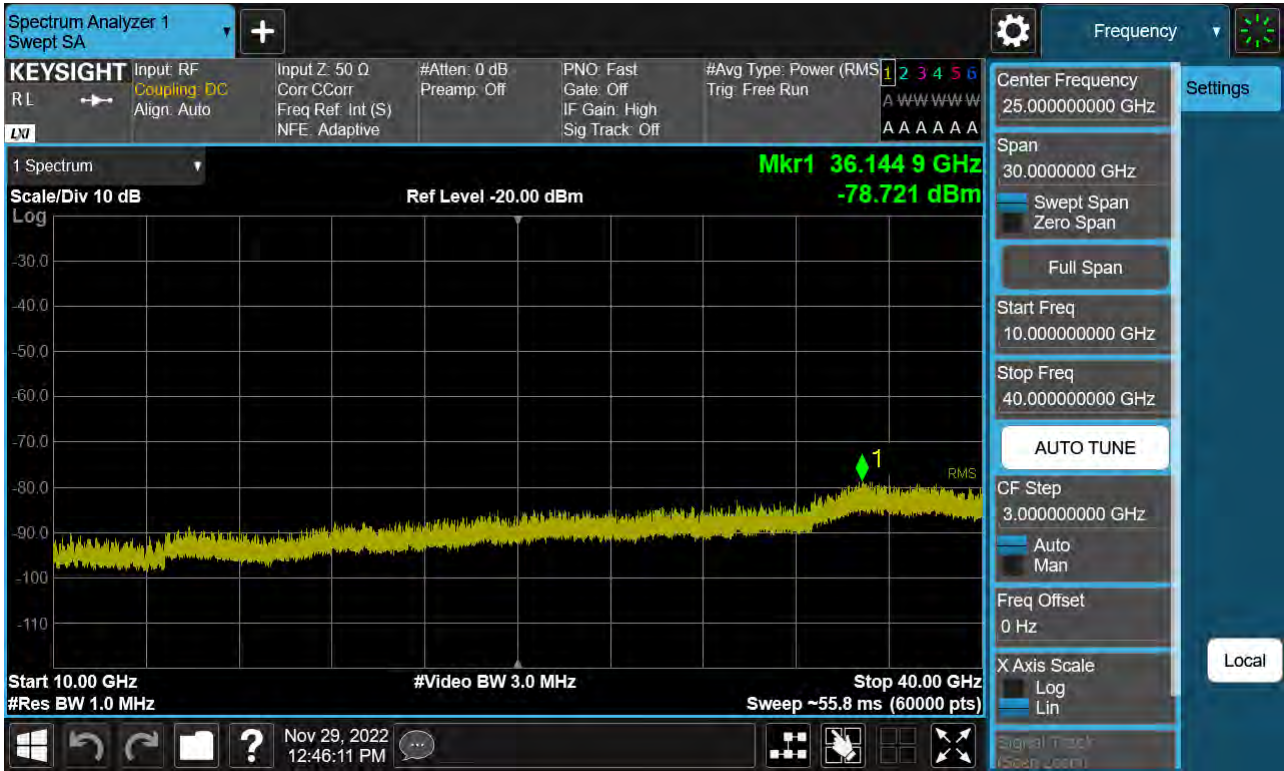 Spectrum Analyzer 1
Swept SA
Frequency
KEYSIGHT
R L
LXI
Input: RF
Coupling: DC
Align: Auto
Input Z: 50 Ω
Corr CCorr
Freq Ref: Int (S)
NFE: Adaptive
#Atten: 0 dB
Preamp: Off
PNO: Fast
Gate: Off
IF Gain: High
Sig Track: Off
#Avg Type: Power (RMS
Trig: Free Run
1 2 3 4 5 6
A W W W W W
A A A A A A
1 Spectrum
Scale/Div 10 dB
Log
Ref Level -20.00 dBm
Mkr1 36.144 9 GHz
-78.721 dBm
-30.0
-40.0
-50.0
-60.0
-70.0
-80.0
-90.0
-100
-110
1
RMS
Start 10.00 GHz
#Res BW 1.0 MHz
#Video BW 3.0 MHz
Stop 40.00 GHz
Sweep ~55.8 ms (60000 pts)
Center Frequency
25.000000000 GHz
Span
30.0000000 GHz
Swept Span
Zero Span
Full Span
Start Freq
10.000000000 GHz
Stop Freq
40.000000000 GHz
AUTO TUNE
CF Step
3.000000000 GHz
Auto
Man
Freq Offset
0 Hz
X Axis Scale
Log
Lin
Signal Track
(Span Zoom)
Settings
Local
?
Nov 29, 2022
12:46:11 PM